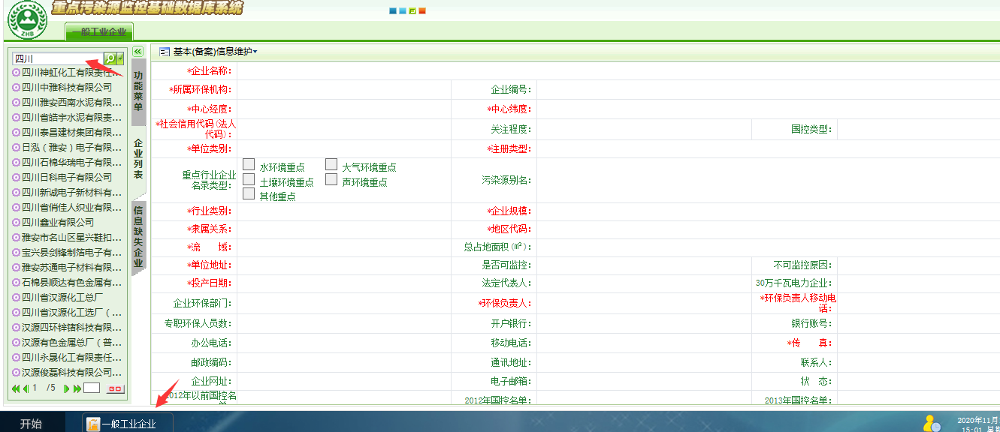 重点污染源监控基础数据库系统
ZHB
一般工业企业
四川
四川神虹化工有限责任...
四川中雅科技有限公司
四川雅安西南水泥有限...
四川省皓宇水泥有限责...
四川泰昌建材集团有限...
日泓（雅安）电子有限...
四川石棉华瑞电子有限...
四川日科电子有限公司
四川新诚电子新材料有...
四川省俏佳人织业有限...
四川鑫业有限公司
雅安市名山区星兴鞋扣...
宝兴县剑锋制箔电子有...
雅安苏通电子材料有限...
石棉县顺达有色金属有...
四川省汉源化工总厂
四川省汉源化工选厂（...
汉源四环锌锗科技有限...
汉源有色金属总厂（普...
四川永晟化工有限责任...
汉源俊磊科技有限公司...
1 /5 GO
功能菜单
企业列表
信息缺失企业
基本(备案)信息维护
*企业名称：
*所属环保机构： 企业编号：
*中心经度： *中心纬度：
*社会信用代码(法人代码)： 关注程度： 国控类型：
*单位类别： *注册类型：
重点行业企业名录类型： 水环境重点 大气环境重点 污染源别名：
土壤环境重点 声环境重点
其他重点
*行业类别： *企业规模：
*隶属关系： *地区代码：
*流 域： 总占地面积(㎡)：
*单位地址： 是否可监控： 不可监控原因：
*投产日期： 法定代表人： 30万千瓦电力企业：
企业环保部门： *环保负责人： *环保负责人移动电话：
专职环保人员数： 开户银行： 银行账号：
办公电话： 移动电话： *传 真：
邮政编码： 通讯地址： 联系人：
企业网址： 电子邮箱： 状 态：
2012年以前国控名 2012年国控名单： 2013年国控名单：
开始 一般工业企业 2020年11月
15:01 星期